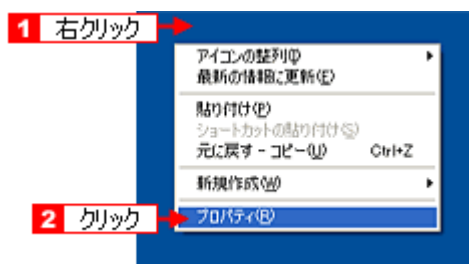 1 右クリック
アイコンの整列(I)
最新の情報に更新(E)
貼り付け(P)
ショートカットの貼り付け(S)
元に戻す - コピー(U) Ctrl+Z
新規作成(W)
2 クリック
プロパティ(R)